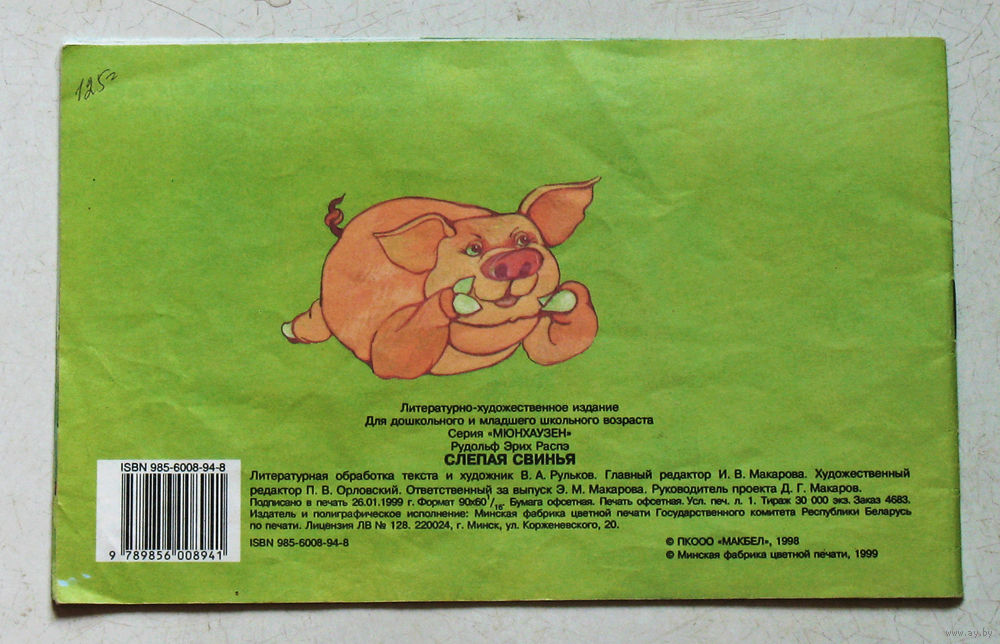 125=
Литературно-художественное издание
Для дошкольного и младшего школьного возраста
Серия «МЮНХАУЗЕН»
Рудольф Эрих Распэ
СЛЕПАЯ СВИНЬЯ
Литературная обработка текста и художник В. А. Рульков. Главный редактор И. В. Макарова. Художественный
редактор П. В. Орловский. Ответственный за выпуск Э. М. Макарова. Руководитель проекта Д. Г. Макаров.
Подписано в печать 26.01.1999 г. Формат 90х60 1/16. Бумага офсетная. Печать офсетная. Усл. печ. л. 1. Тираж 30 000 экз. Заказ 4683.
Издатель и полиграфическое исполнение: Минская фабрика цветной печати Государственного комитета Республики Беларусь
по печати. Лицензия ЛВ № 128. 220024, г. Минск, ул. Корженевского, 20.
ISBN 985-6008-94-8
© ПКООО «МАКБЕЛ», 1998
© Минская фабрика цветной печати, 1999
ISBN 985-6008-94-8
9 789856 008941
www.ay.by